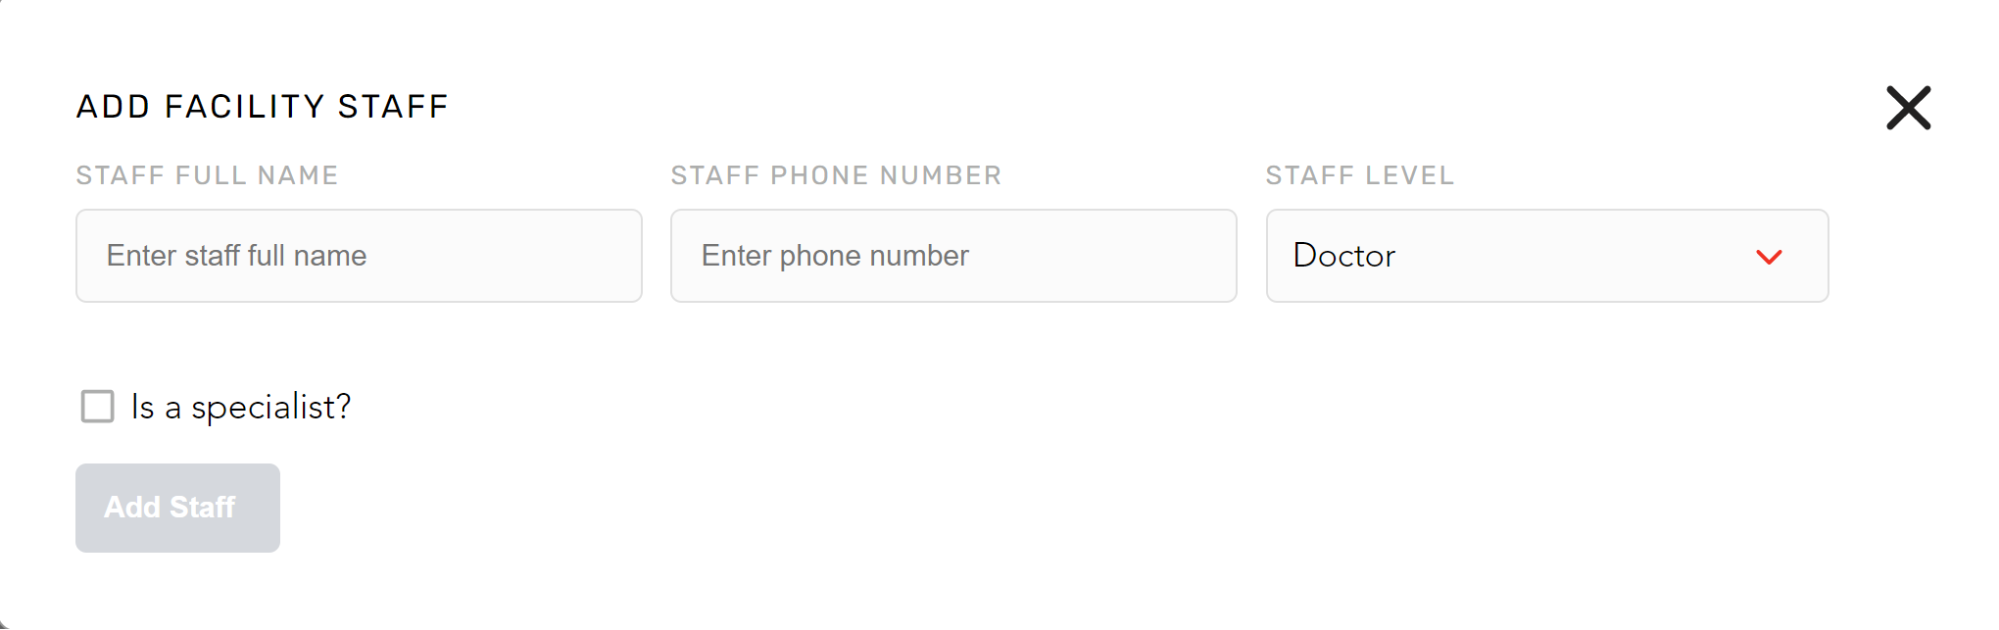 ADD FACILITY STAFF
STAFF FULL NAME
STAFF PHONE NUMBER
STAFF LEVEL
Enter staff full name
Enter phone number
Doctor
Is a specialist?
Add Staff